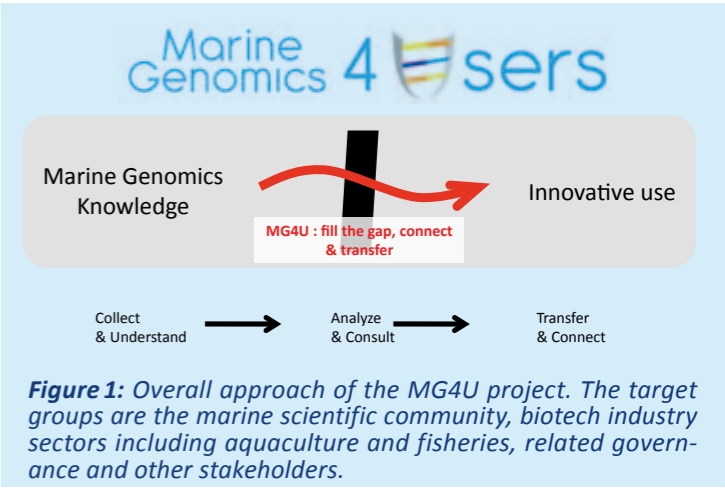 Marine
Genomics 4 Users
Marine Genomics
Knowledge
Innovative use
MG4U : fill the gap, connect
& transfer
Collect
& Understand
Analyze
& Consult
Transfer
& Connect
Figure 1: Overall approach of the MG4U project. The target
groups are the marine scientific community, biotech industry
sectors including aquaculture and fisheries, related govern-
ance and other stakeholders.